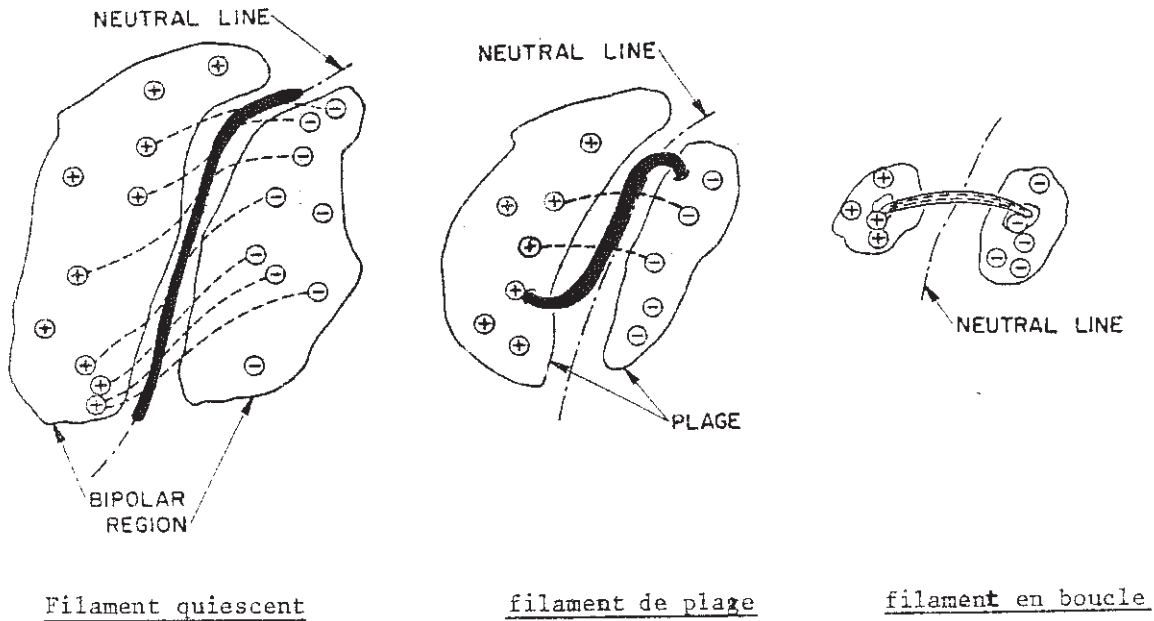 NEUTRAL LINE
NEUTRAL LINE
NEUTRAL LINE
PLAGE
BIPOLAR
REGION
Filament quiescent
filament de plage
filament en boucle